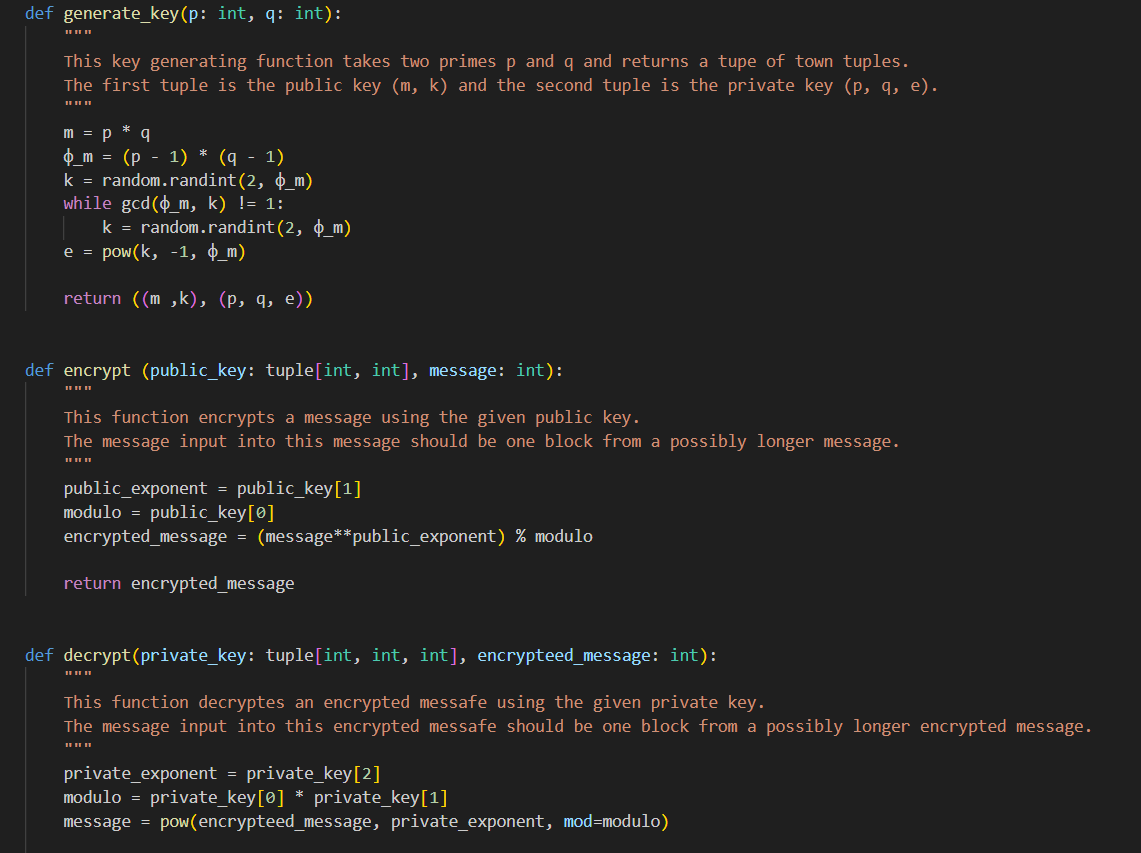 def generate_key(p: int, q: int):
    """
    This key generating function takes two primes p and q and returns a tupe of town tuples.
    The first tuple is the public key (m, k) and the second tuple is the private key (p, q, e).
    """
    m = p * q
    ϕ_m = (p - 1) * (q - 1)
    k = random.randint(2, ϕ_m)
    while gcd(ϕ_m, k) != 1:
        k = random.randint(2, ϕ_m)
    e = pow(k, -1, ϕ_m)

    return ((m ,k), (p, q, e))


def encrypt (public_key: tuple[int, int], message: int):
    """
    This function encrypts a message using the given public key.
    The message input into this message should be one block from a possibly longer message.
    """
    public_exponent = public_key[1]
    modulo = public_key[0]
    encrypted_message = (message**public_exponent) % modulo

    return encrypted_message


def decrypt(private_key: tuple[int, int, int], encrypteed_message: int):
    """
    This function decryptes an encrypted messafe using the given private key.
    The message input into this encrypted messafe should be one block from a possibly longer encrypted message.
    """
    private_exponent = private_key[2]
    modulo = private_key[0] * private_key[1]
    message = pow(encrypteed_message, private_exponent, mod=modulo)